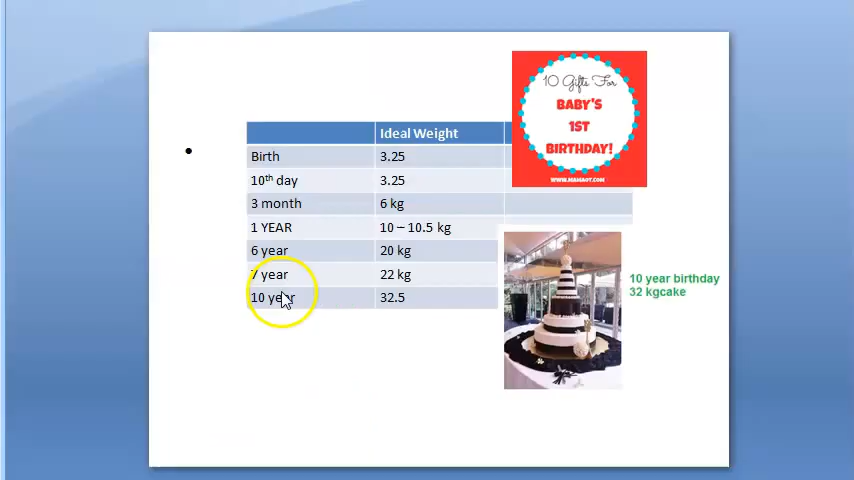 10 Gifts For
BABY'S
1ST
BIRTHDAY!
WWW.MAMAOT.COM
Ideal Weight
Birth 3.25
10th day 3.25
3 month 6 kg
1 YEAR 10 – 10.5 kg
6 year 20 kg
7 year 22 kg
10 year 32.5
10 year birthday
32 kgcake